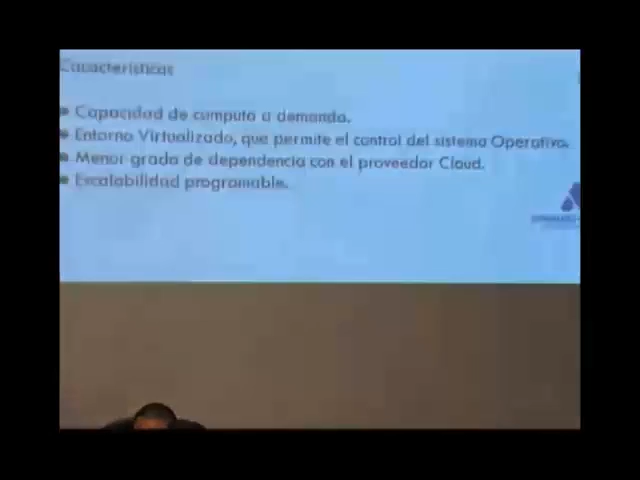 Características
Capacidad de computo a demanda.
Entorno Virtualizado, que permite el control del sistema Operativo.
Menor grado de dependencia con el proveedor Cloud.
Escalabilidad programable.